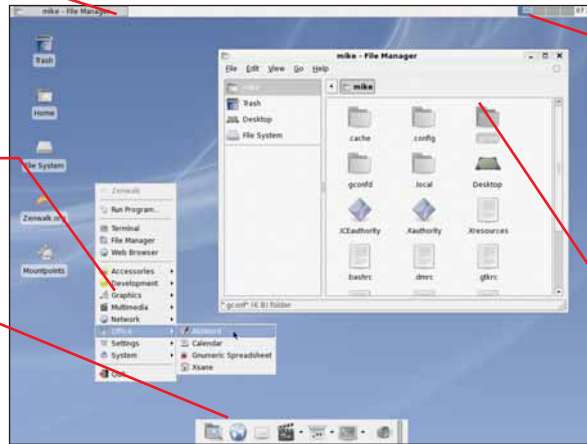 mike - File Manager
Trash
Home
File System
Zenwalk.org
Mountpoints
mike - File Manager
File Edit View Go Help
mike
Trash
Desktop
File System
mike
.cache
.config
.gconfd
.local
Desktop
.ICEauthority
.Xauthority
.Xresources
.bashrc
.dmrc
.gtkrc
(6 B) folder
Zenwalk
Run Program...
Terminal
File Manager
Web Browser
Accessories
Development
Graphics
Multimedia
Network
Office
Settings
System
Quit
AbiWord
Calendar
Gnumeric Spreadsheet
Xsane